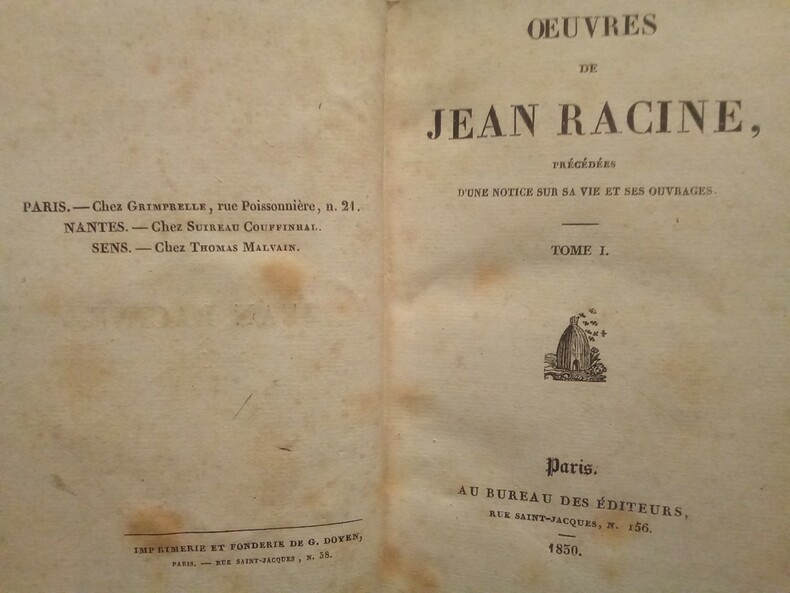 PARIS. — Chez GRIMPRELLE, rue Poissonnière, n. 21.
NANTES. — Chez SUIREAU COUFFINHAL.
SENS. — Chez THOMAS MALVAIN.
IMPRIMERIE ET FONDERIE DE G. DOYEN,
PARIS. — RUE SAINT-JACQUES, N. 38.
OEUVRES
DE
JEAN RACINE,
PRÉCÉDÉES
D'UNE NOTICE SUR SA VIE ET SES OUVRAGES.
TOME I.
Paris.
AU BUREAU DES ÉDITEURS,
RUE SAINT-JACQUES, N. 156.
1830.